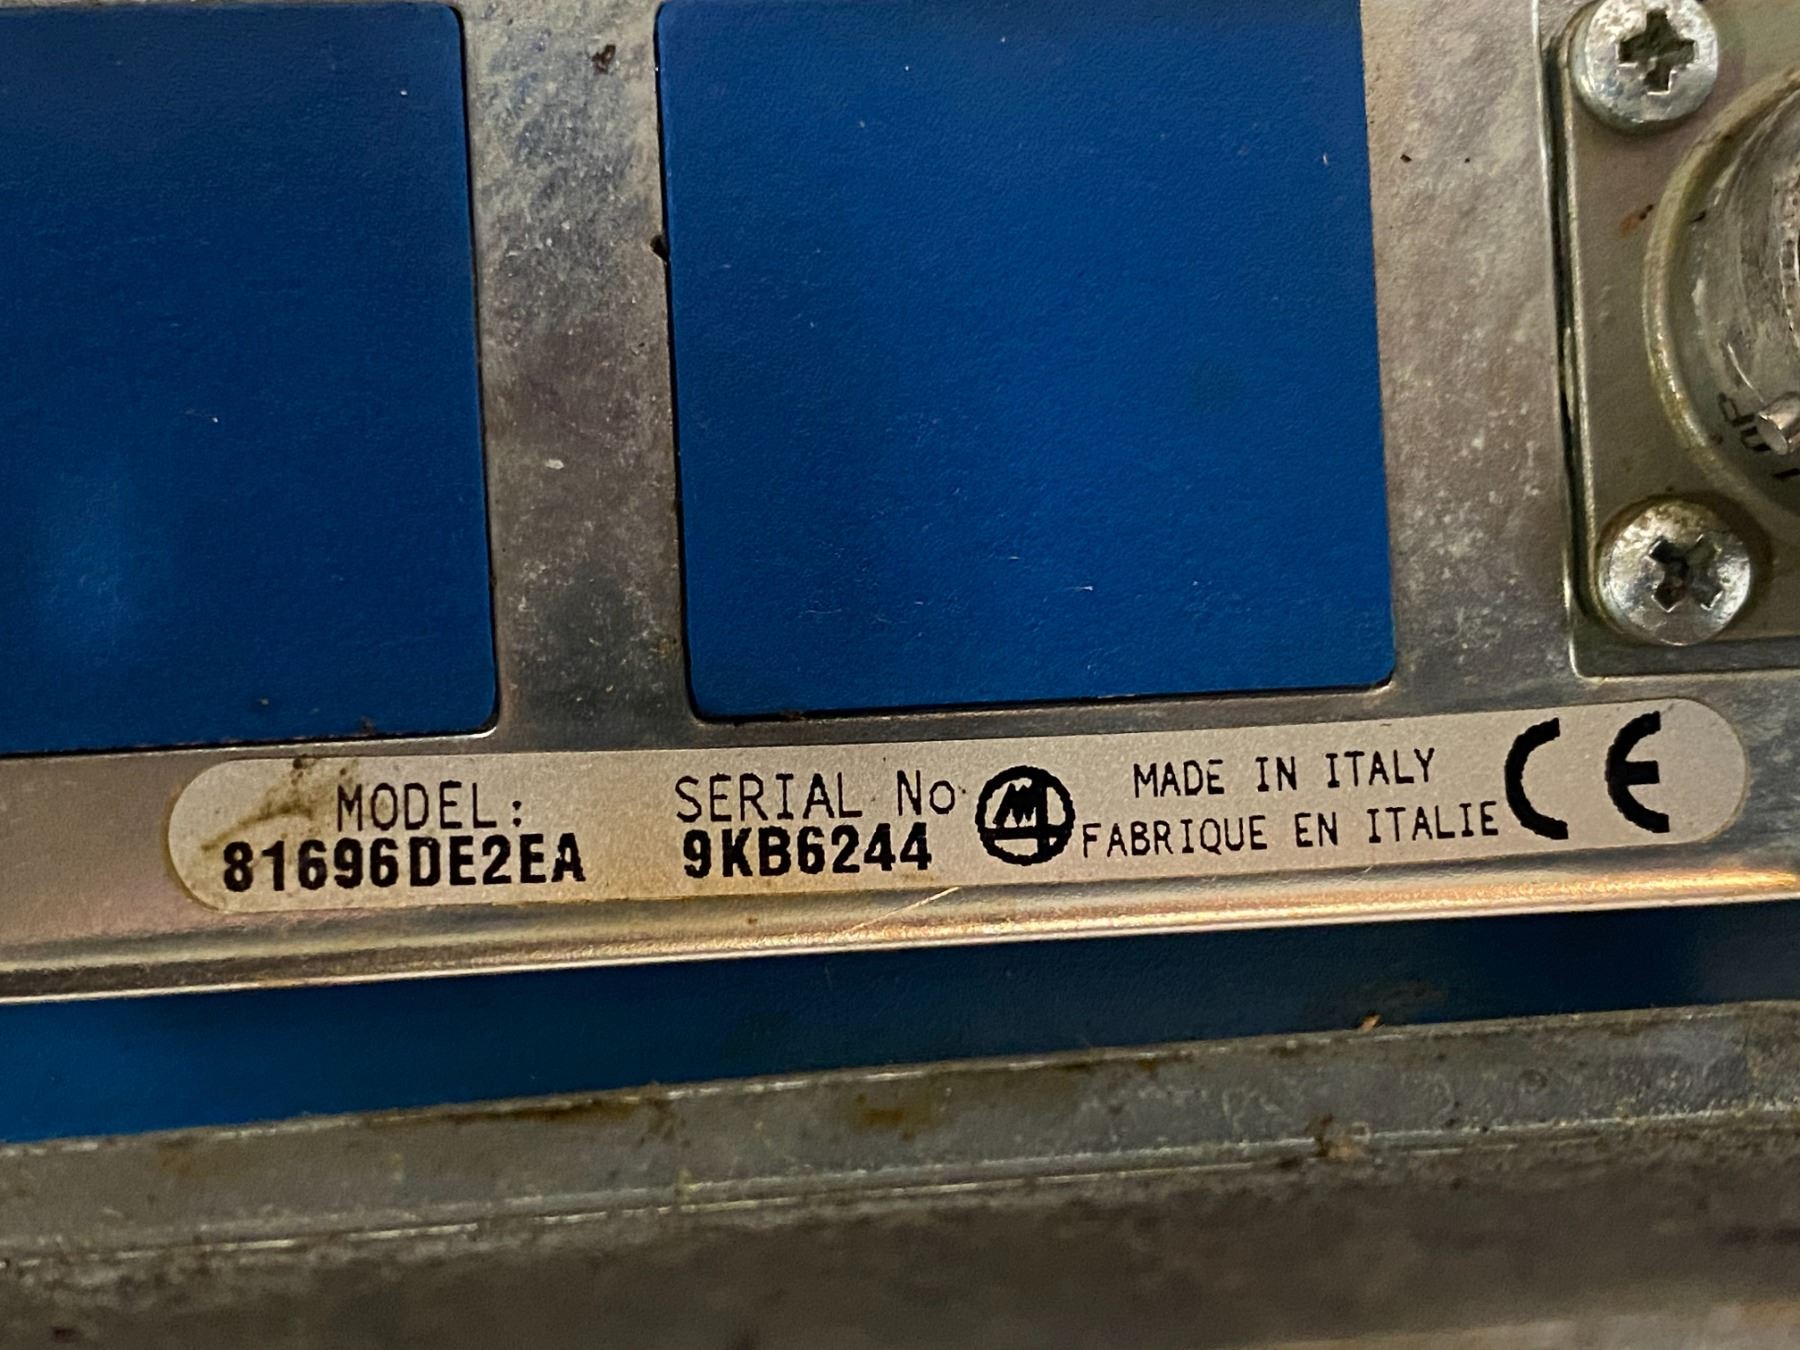 MODEL:
81696DE2EA
SERIAL No
9KB6244
MADE IN ITALY
FABRIQUE EN ITALIE
CE